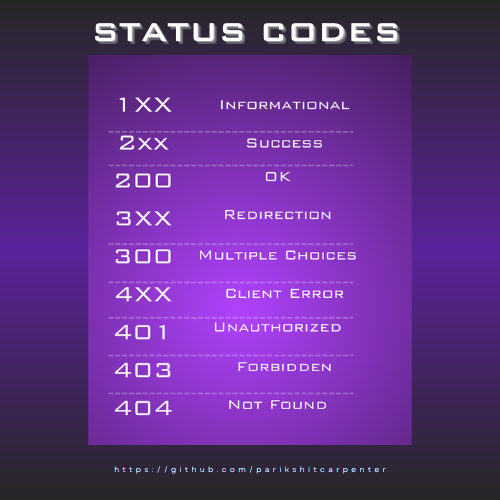 STATUS CODES
1XX Informational
2xx Success
200 OK
3XX Redirection
300 Multiple Choices
4XX Client Error
401 Unauthorized
403 Forbidden
404 Not Found
https://github.com/parikshitcarpenter